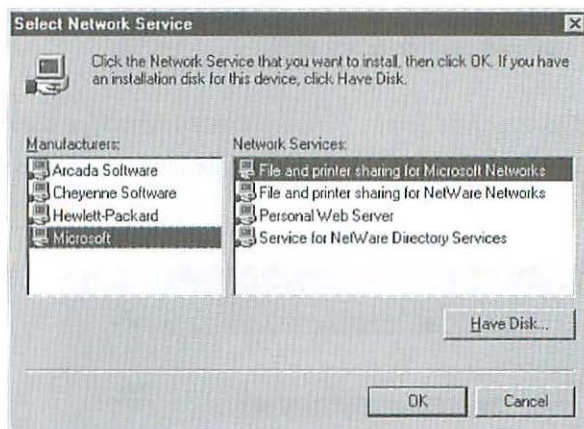 Select Network Service
Click the Network Service that you want to install, then click OK. If you have
an installation disk for this device, click Have Disk.
Manufacturers:
Arcada Software
Cheyenne Software
Hewlett-Packard
Microsoft
Network Services:
File and printer sharing for Microsoft Networks
File and printer sharing for NetWare Networks
Personal Web Server
Service for NetWare Directory Services
Have Disk...
OK
Cancel